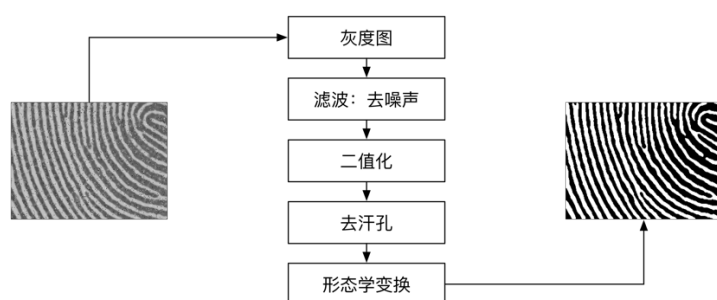 灰度图
滤波：去噪声
二值化
去汗孔
形态学变换